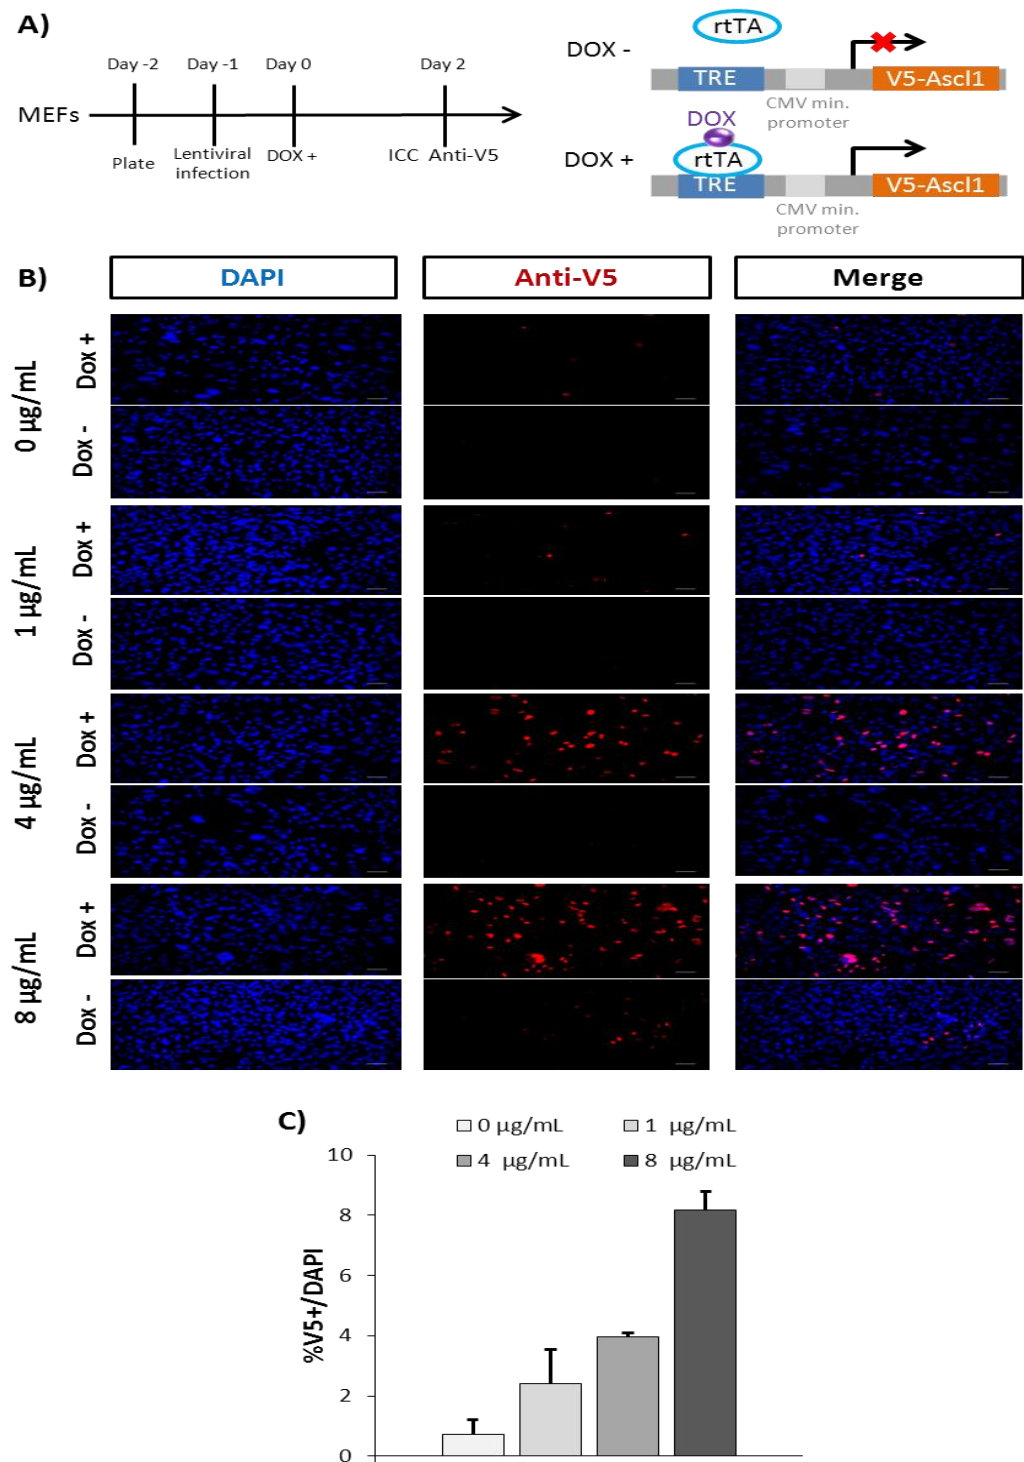 A)
Day -2 Day -1 Day 0 Day 2
MEFs
Plate Lentiviral infection DOX + ICC Anti-V5
DOX -
rtTA
TRE V5-Ascl1
CMV min.
promoter
DOX
DOX +
rtTA
TRE V5-Ascl1
CMV min.
promoter
B)
DAPI Anti-V5 Merge
0 µg/mL
Dox +
Dox -
1 µg/mL
Dox +
Dox -
4 µg/mL
Dox +
Dox -
8 µg/mL
Dox +
Dox -
C)
0 µg/mL 1 µg/mL
4 µg/mL 8 µg/mL
%V5+/DAPI
10
8
6
4
2
0